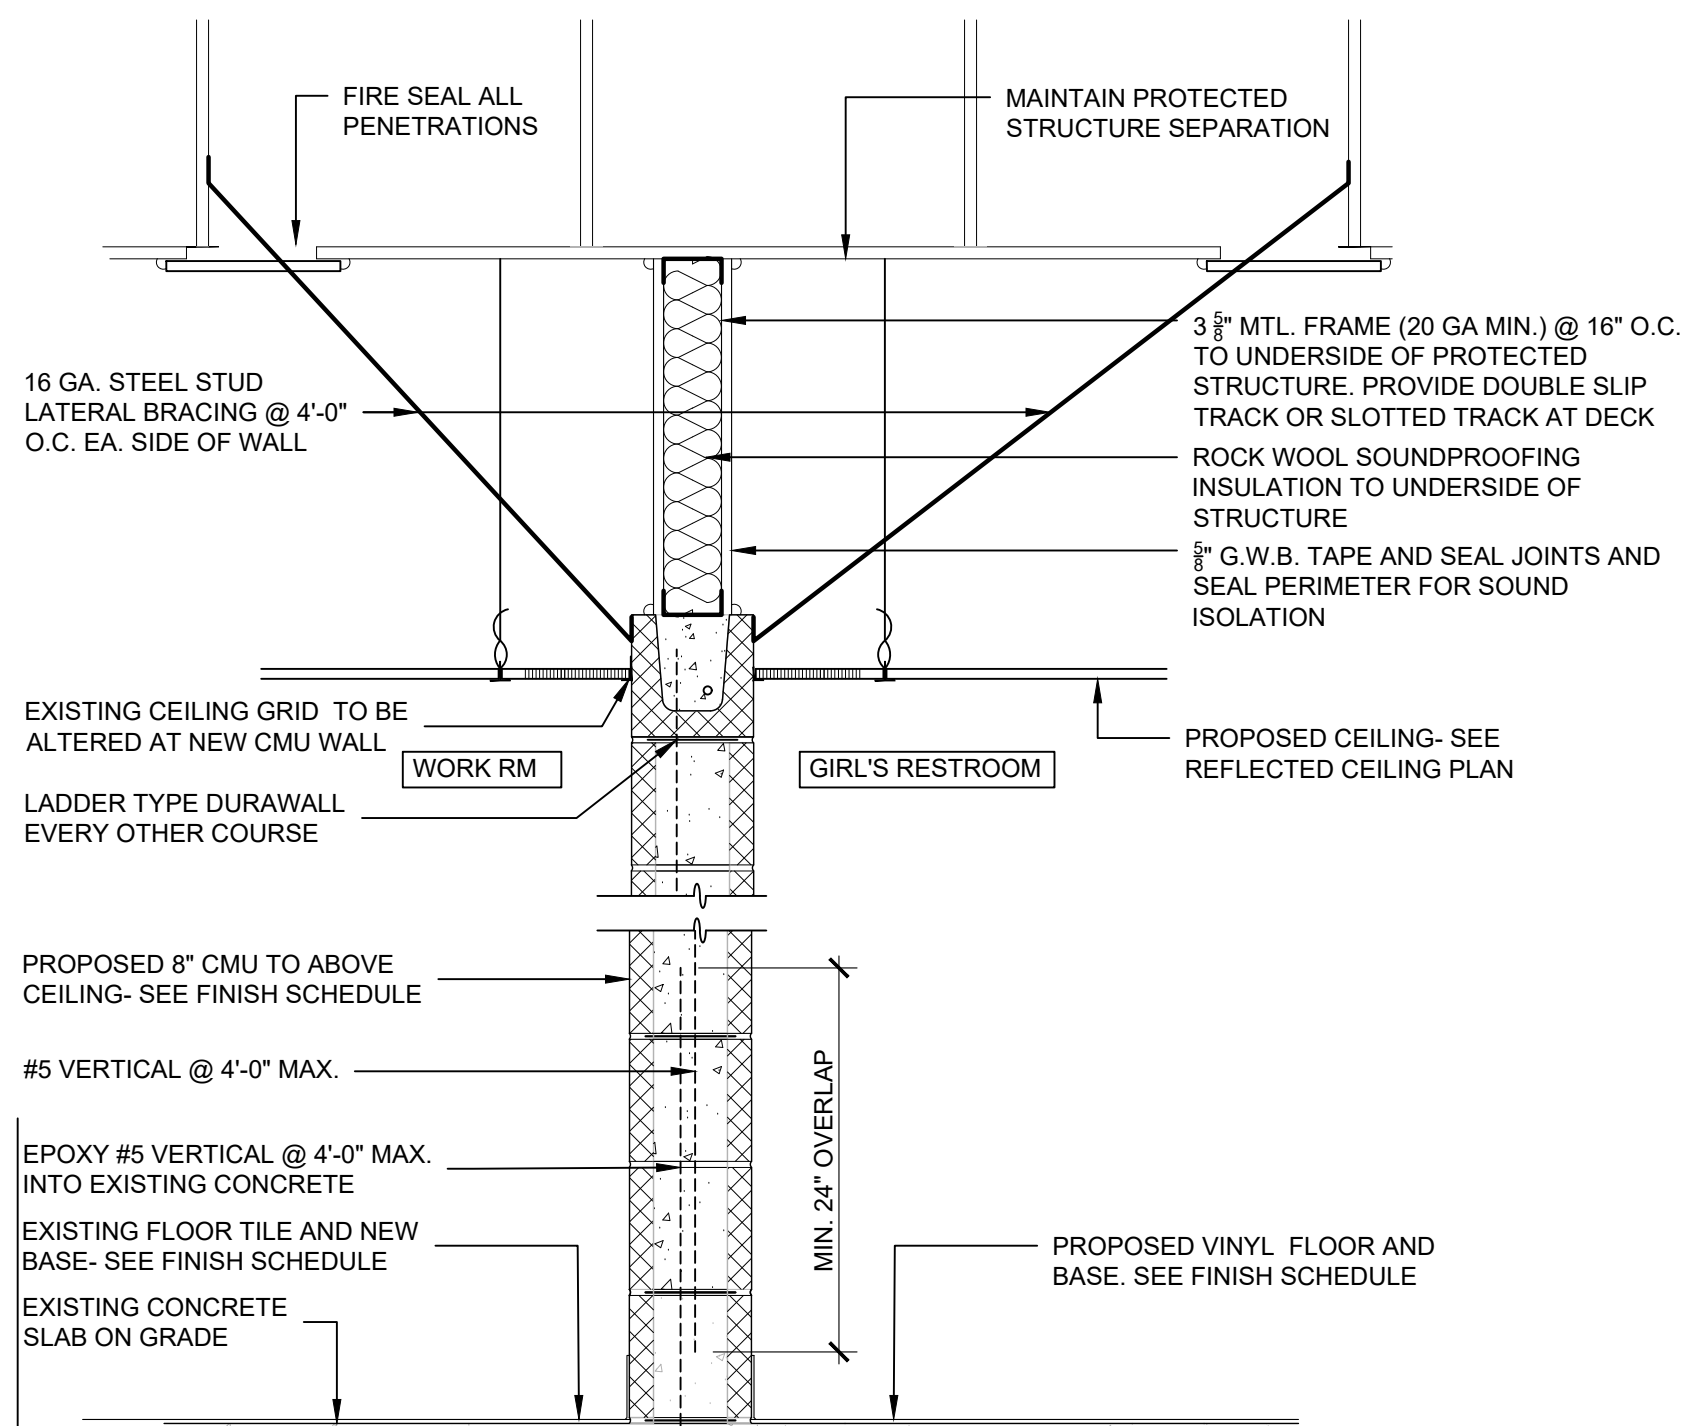 FIRE SEAL ALL
PENETRATIONS
MAINTAIN PROTECTED
STRUCTURE SEPARATION
3 5/8" MTL. FRAME (20 GA MIN.) @ 16" O.C.
TO UNDERSIDE OF PROTECTED
STRUCTURE. PROVIDE DOUBLE SLIP
TRACK OR SLOTTED TRACK AT DECK
16 GA. STEEL STUD
LATERAL BRACING @ 4'-0"
O.C. EA. SIDE OF WALL
ROCK WOOL SOUNDPROOFING
INSULATION TO UNDERSIDE OF
STRUCTURE
5/8" G.W.B. TAPE AND SEAL JOINTS AND
SEAL PERIMETER FOR SOUND
ISOLATION
EXISTING CEILING GRID TO BE
ALTERED AT NEW CMU WALL
PROPOSED CEILING- SEE
REFLECTED CEILING PLAN
WORK RM
GIRL'S RESTROOM
LADDER TYPE DURAWALL
EVERY OTHER COURSE
PROPOSED 8" CMU TO ABOVE
CEILING- SEE FINISH SCHEDULE
#5 VERTICAL @ 4'-0" MAX.
MIN. 24" OVERLAP
EPOXY #5 VERTICAL @ 4'-0" MAX.
INTO EXISTING CONCRETE
EXISTING FLOOR TILE AND NEW
BASE- SEE FINISH SCHEDULE
PROPOSED VINYL FLOOR AND
BASE. SEE FINISH SCHEDULE
EXISTING CONCRETE
SLAB ON GRADE